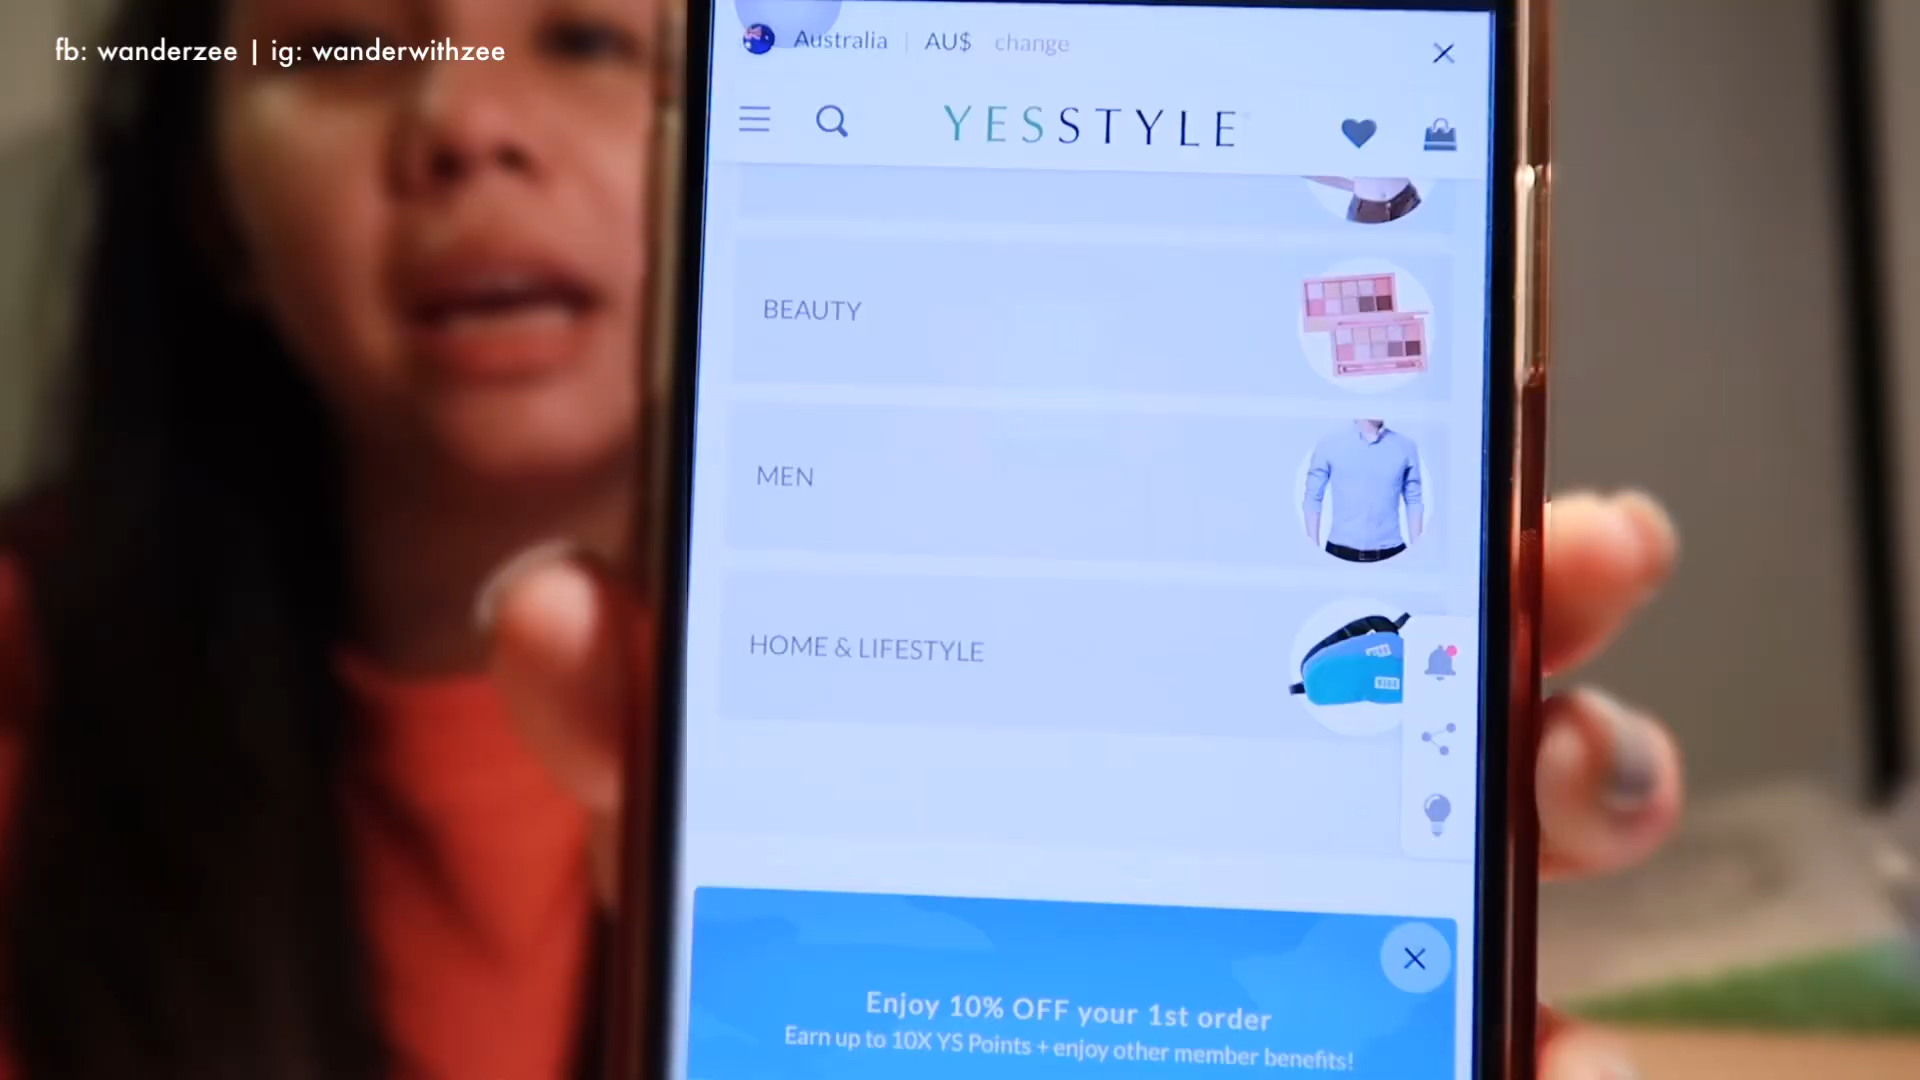 fb: wanderzee | ig: wanderwithzee
Australia | AU$ change
YESSTYLE
BEAUTY
MEN
HOME & LIFESTYLE
Enjoy 10% OFF your 1st order
Earn up to 10X YS Points + enjoy other member benefits!